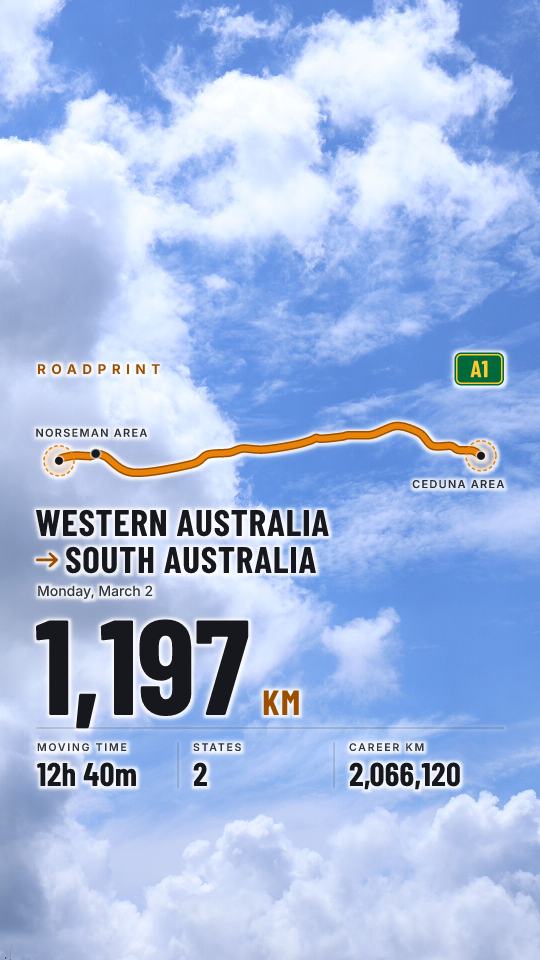 ROADPRINT
A1
NORSEMAN AREA
CEDUNA AREA
WESTERN AUSTRALIA
→ SOUTH AUSTRALIA
Monday, March 2
1,197 KM
MOVING TIME STATES CAREER KM
12h 40m 2 2,066,120